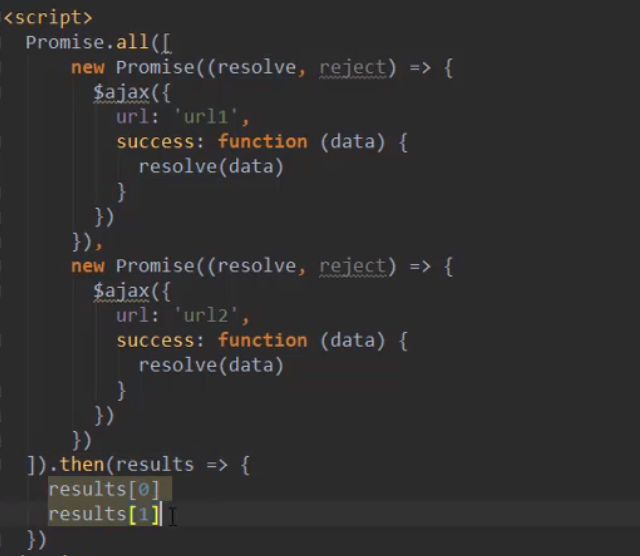 <script>
Promise.all([
new Promise((resolve, reject) => {
$ajax({
url: 'url1',
success: function (data) {
resolve(data)
}
})
}),
new Promise((resolve, reject) => {
$ajax({
url: 'url2',
success: function (data) {
resolve(data)
}
})
})
]).then(results => {
results[0]
results[1]
})